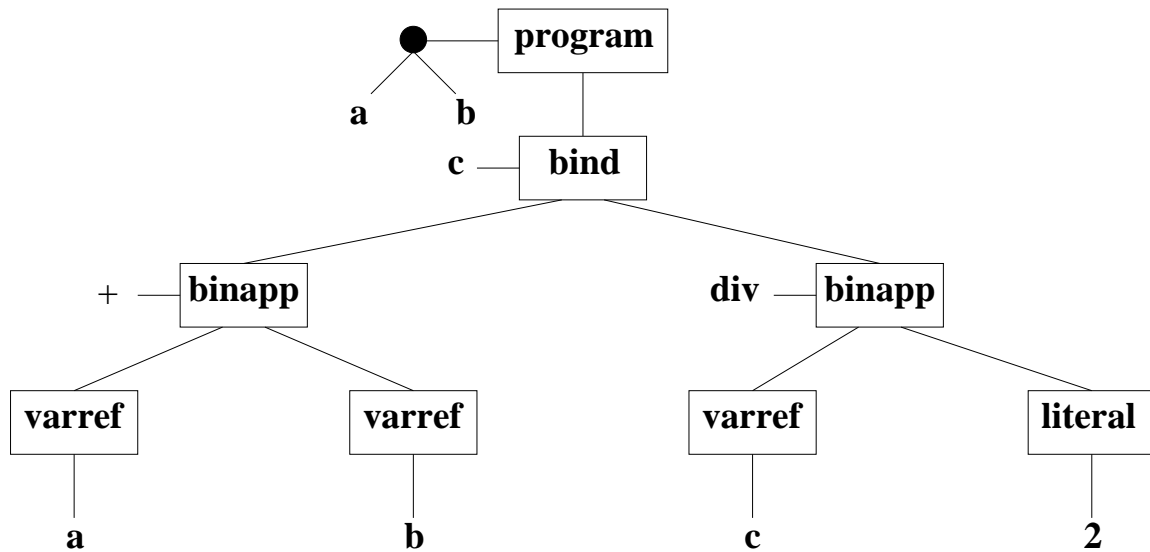 program
a b
c bind
+ binapp div binapp
varref varref varref literal
a b c 2